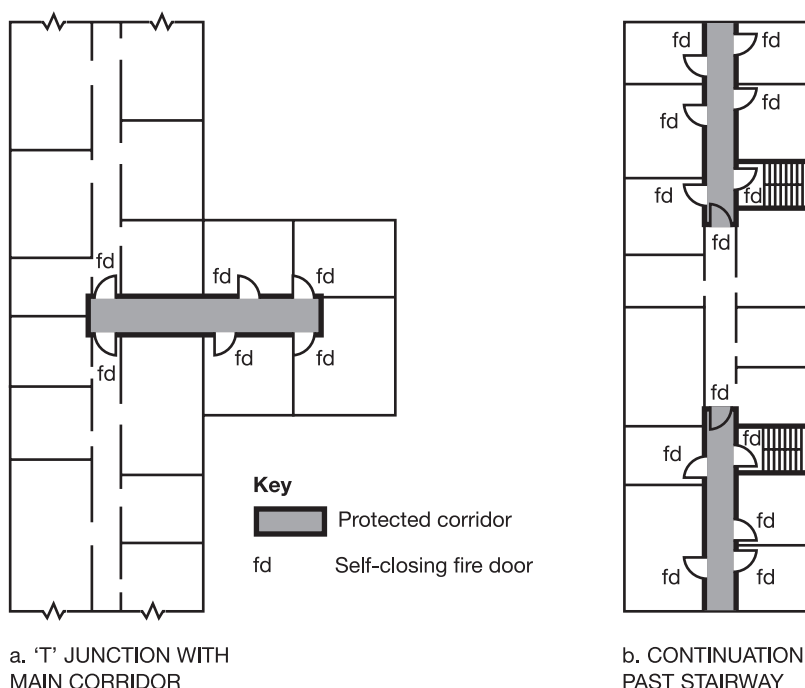 fd
fd fd
fd fd
fd
Key
Protected corridor
fd Self-closing fire door
a. ‘T’ JUNCTION WITH
MAIN CORRIDOR
fd fd
fd
fd
fd fd
fd
fd
fd
fd
fd
fd fd
b. CONTINUATION
PAST STAIRWAY